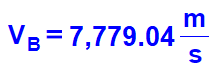 V_B = 7,779.04 m/s